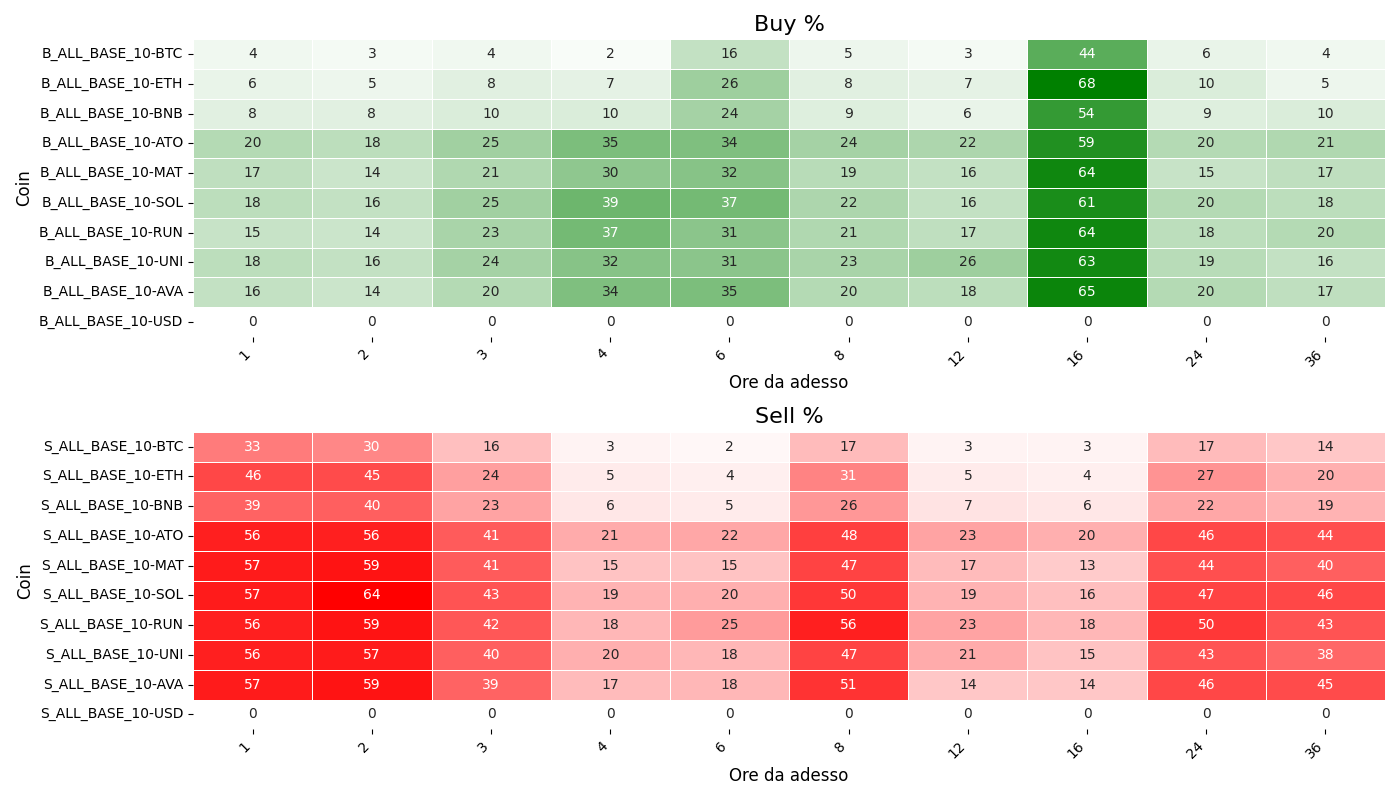 Buy %
Coin
B_ALL_BASE_10-BTC 4 3 4 2 16 5 3 44 6 4
B_ALL_BASE_10-ETH 6 5 8 7 26 8 7 68 10 5
B_ALL_BASE_10-BNB 8 8 10 10 24 9 6 54 9 10
B_ALL_BASE_10-ATO 20 18 25 35 34 24 22 59 20 21
B_ALL_BASE_10-MAT 17 14 21 30 32 19 16 64 15 17
B_ALL_BASE_10-SOL 18 16 25 39 37 22 16 61 20 18
B_ALL_BASE_10-RUN 15 14 23 37 31 21 17 64 18 20
B_ALL_BASE_10-UNI 18 16 24 32 31 23 26 63 19 16
B_ALL_BASE_10-AVA 16 14 20 34 35 20 18 65 20 17
B_ALL_BASE_10-USD 0 0 0 0 0 0 0 0 0 0
1 2 3 4 6 8 12 16 24 36
Ore da adesso
Sell %
Coin
S_ALL_BASE_10-BTC 33 30 16 3 2 17 3 3 17 14
S_ALL_BASE_10-ETH 46 45 24 5 4 31 5 4 27 20
S_ALL_BASE_10-BNB 39 40 23 6 5 26 7 6 22 19
S_ALL_BASE_10-ATO 56 56 41 21 22 48 23 20 46 44
S_ALL_BASE_10-MAT 57 59 41 15 15 47 17 13 44 40
S_ALL_BASE_10-SOL 57 64 43 19 20 50 19 16 47 46
S_ALL_BASE_10-RUN 56 59 42 18 25 56 23 18 50 43
S_ALL_BASE_10-UNI 56 57 40 20 18 47 21 15 43 38
S_ALL_BASE_10-AVA 57 59 39 17 18 51 14 14 46 45
S_ALL_BASE_10-USD 0 0 0 0 0 0 0 0 0 0
1 2 3 4 6 8 12 16 24 36
Ore da adesso